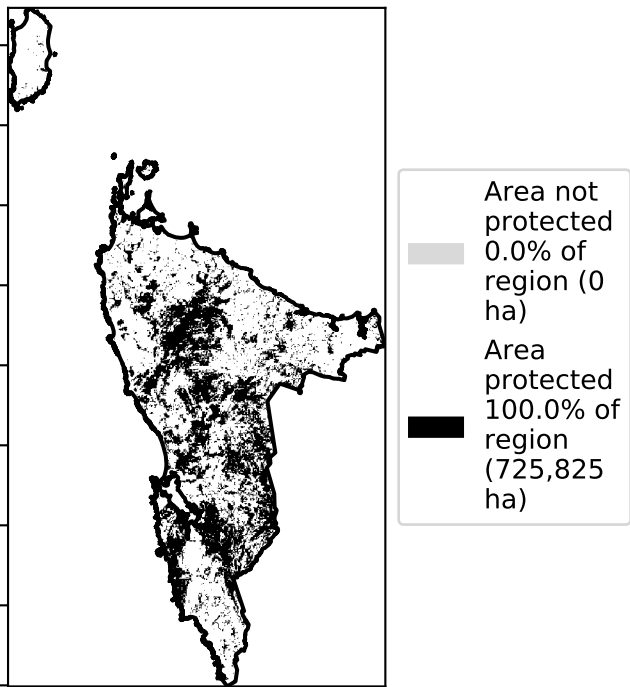 Area not
protected
0.0% of
region (0
ha)
Area
protected
100.0% of
region
(725,825
ha)